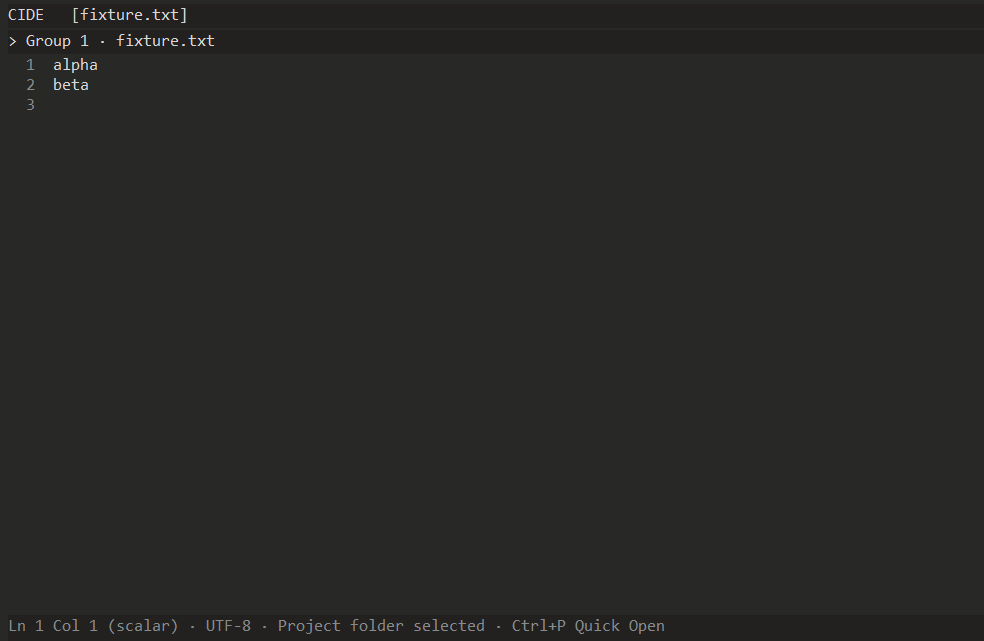 CIDE [fixture.txt]
> Group 1 · fixture.txt
1 alpha
2 beta
3
Ln 1 Col 1 (scalar) · UTF-8 · Project folder selected · Ctrl+P Quick Open